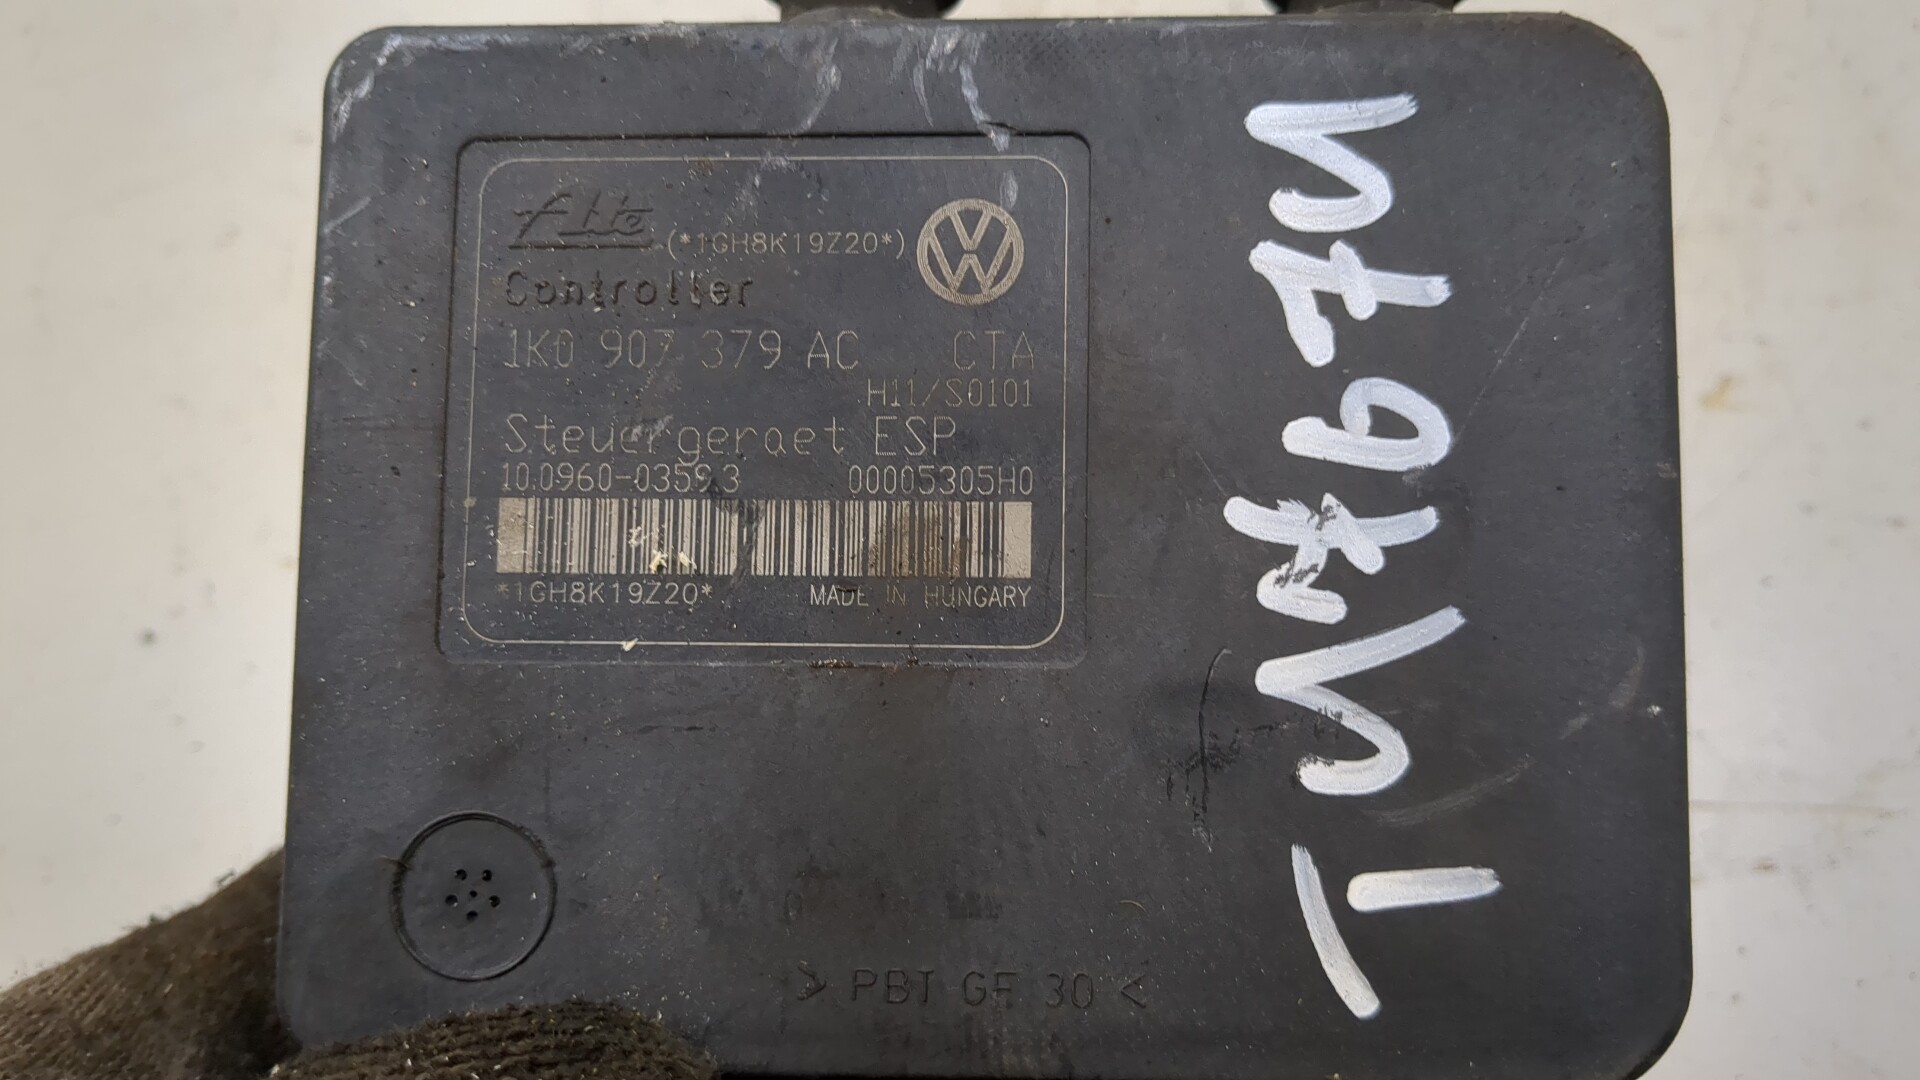 Ate (*1GH8K19Z20*)
Controller
1K0 907 379 AC CTA
H11/S0101
Steuergeraet ESP
10.0960-0359.3 00005305H0
*1GH8K19Z20* MADE IN HUNGARY
> PBT GF 30 <